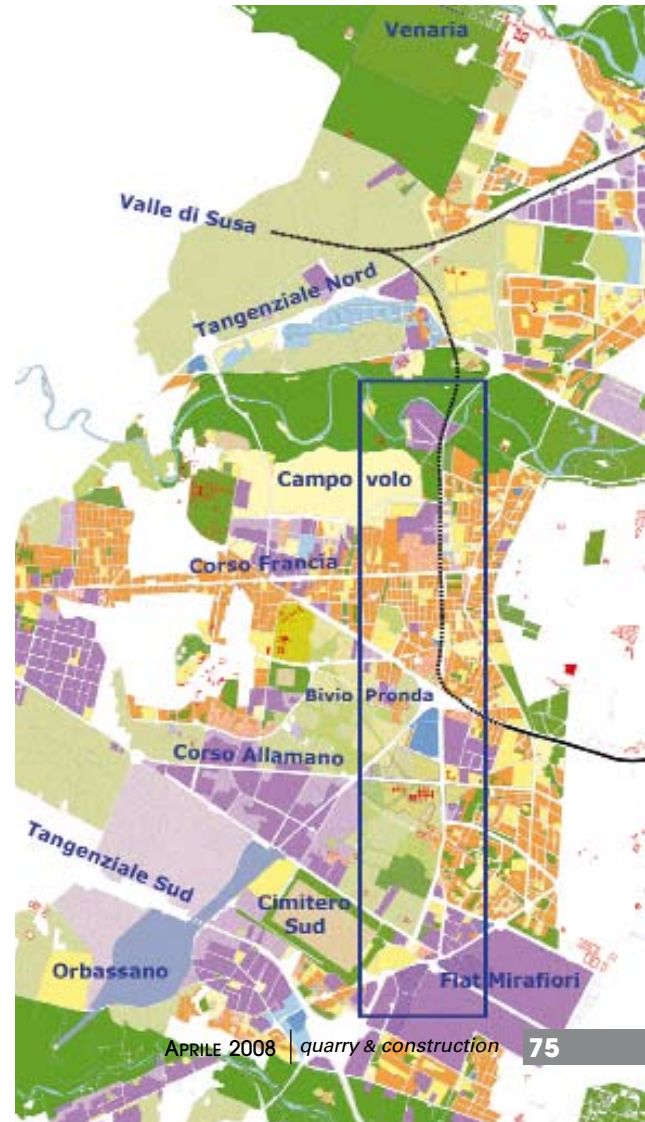 Venaria
Valle di Susa
Tangenziale Nord
Campo volo
Corso Francia
Bivio Pronda
Corso Allamano
Tangenziale Sud
Cimitero
Sud
Orbassano
Fiat Mirafiori
APRILE 2008 | quarry & construction 75